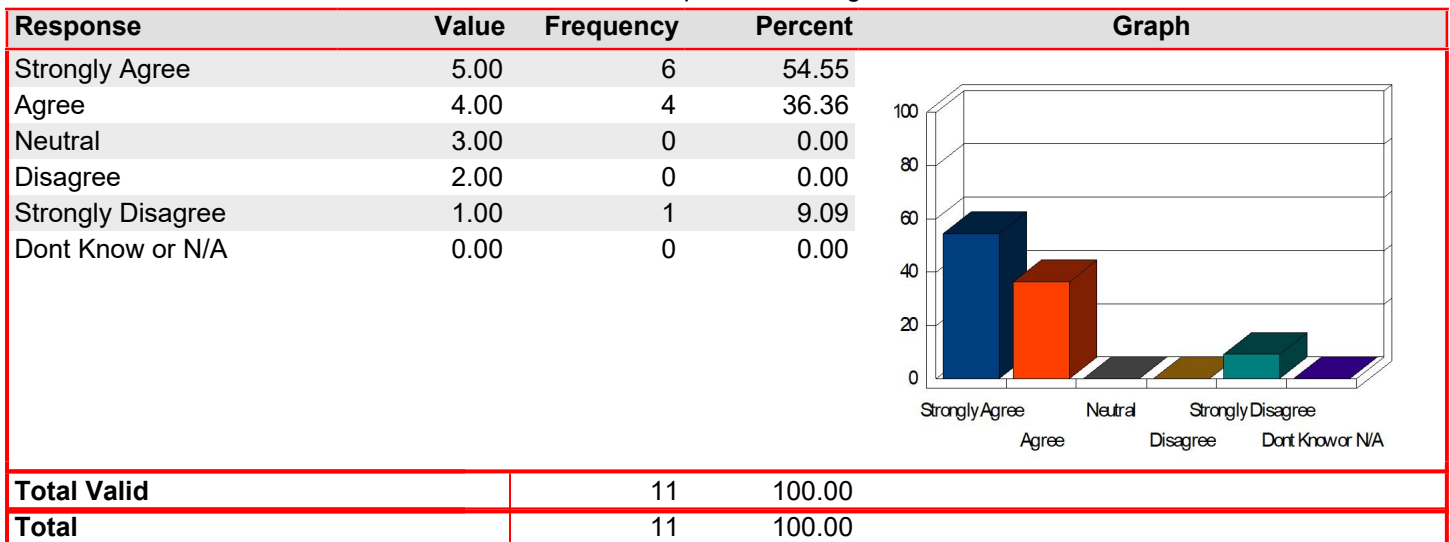 Response Value Frequency Percent Graph
Strongly Agree 5.00 6 54.55
Agree 4.00 4 36.36
Neutral 3.00 0 0.00
Disagree 2.00 0 0.00
Strongly Disagree 1.00 1 9.09
Dont Know or N/A 0.00 0 0.00
100
80
60
40
20
0
Strongly Agree Neutral Strongly Disagree
Agree Disagree Dont Know or N/A
Total Valid 11 100.00
Total 11 100.00